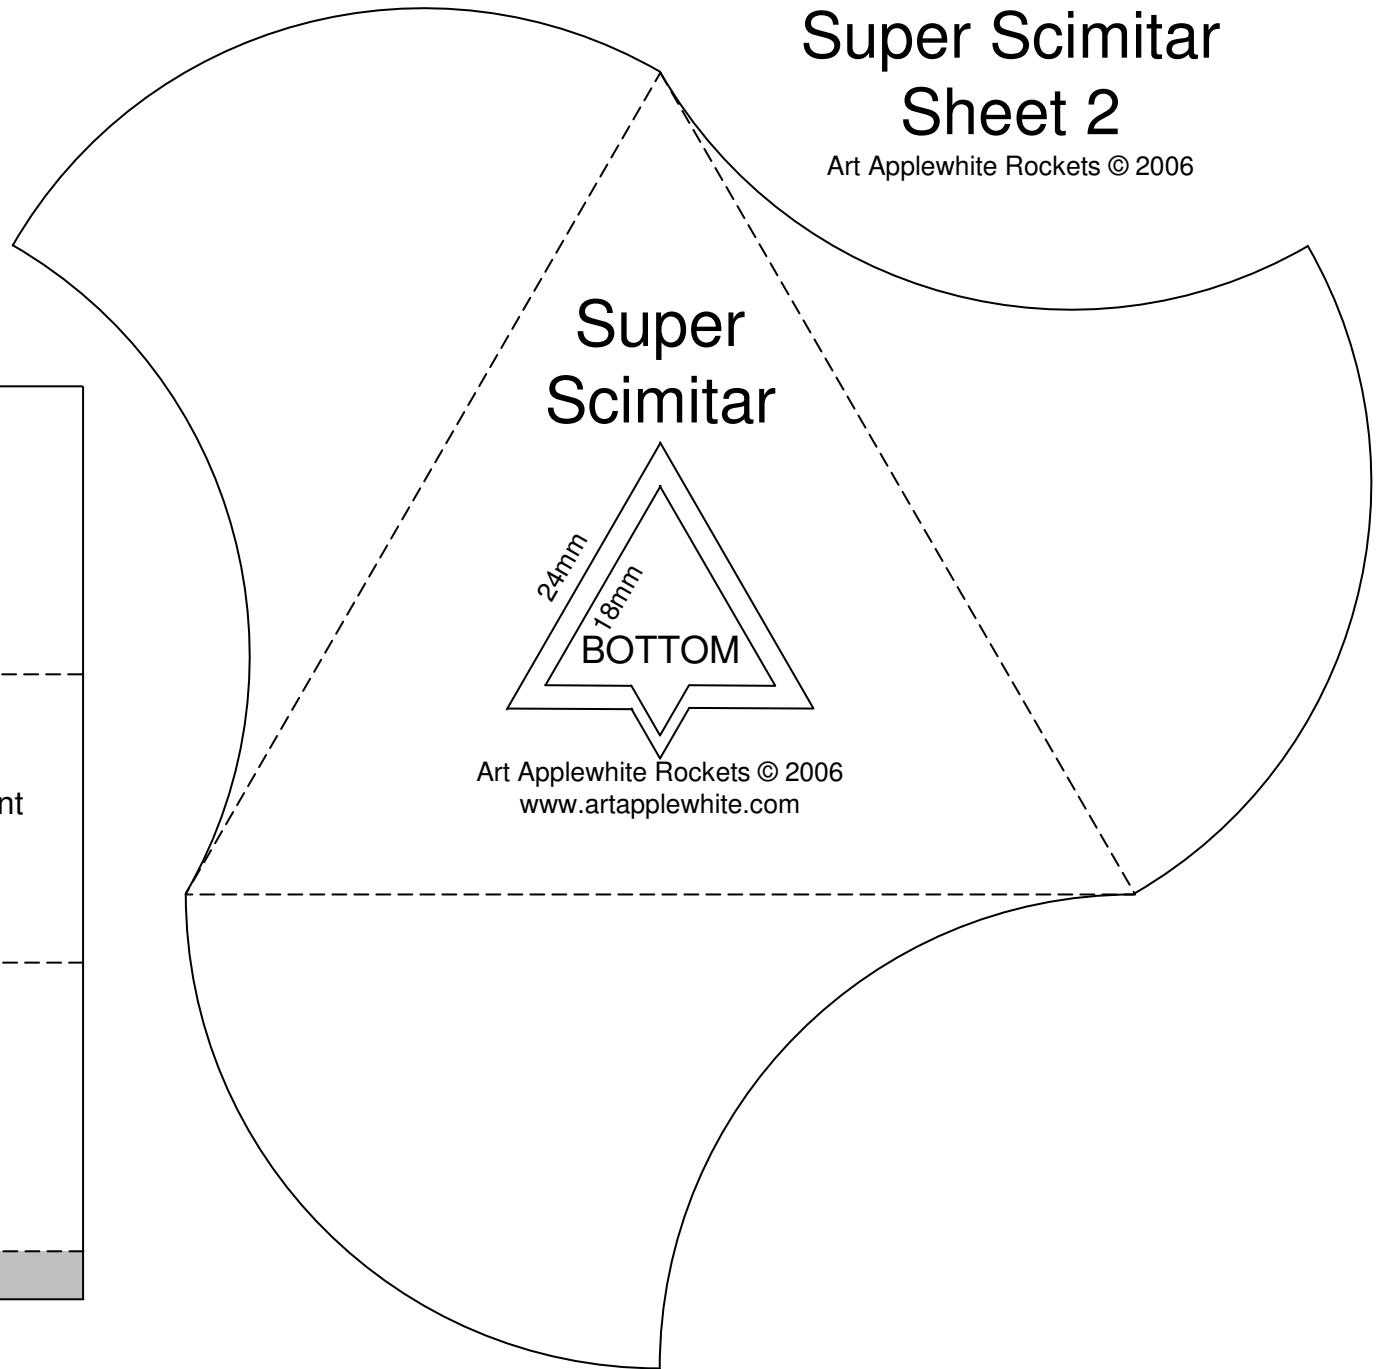 Super Scimitar
Sheet 2
Art Applewhite Rockets © 2006
Super
Scimitar
24mm
18mm
BOTTOM
Art Applewhite Rockets © 2006
www.artapplewhite.com
nt